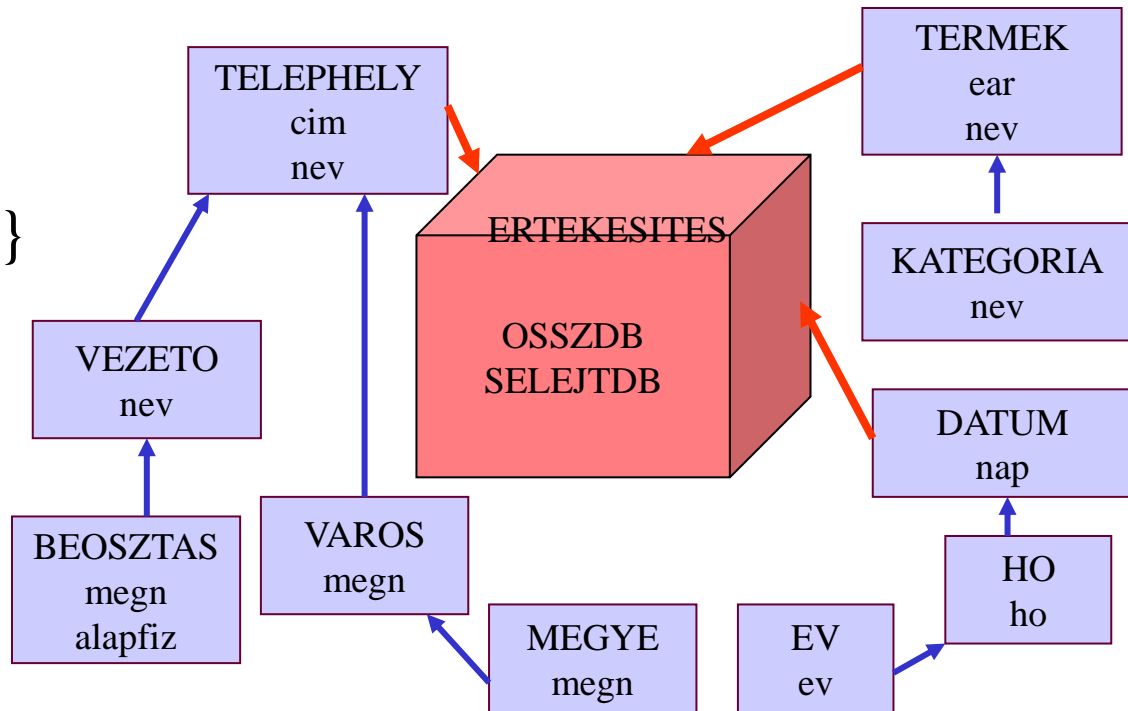 TELEPHELY
cim
nev
TERMEK
ear
nev
}
ERTEKESITES
OSSZDB
SELEJTDB
KATEGORIA
nev
VEZETO
nev
DATUM
nap
BEOSZTAS
megn
alapfiz
VAROS
megn
HO
ho
MEGYE
megn
EV
ev